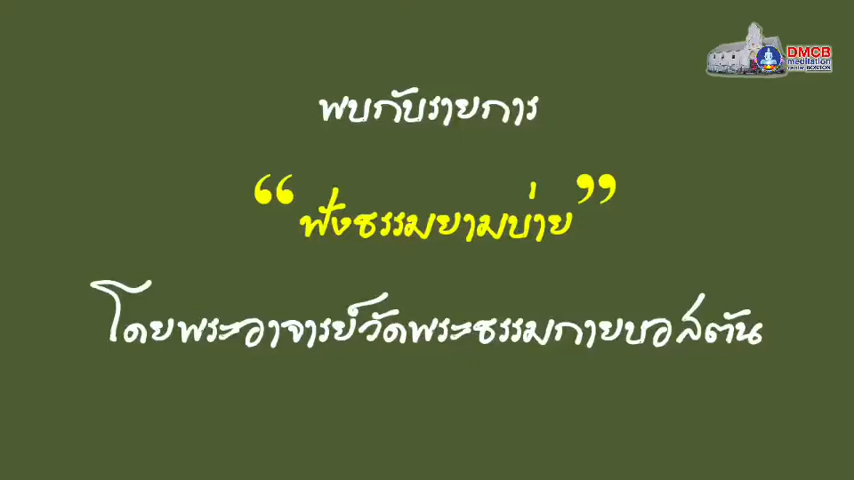 DMCB
meditation
center BOSTON
พบกับรายการ
“ฟังธรรมยามบ่าย”
โดยพระอาจารย์วัดพระธรรมกายบอสตัน